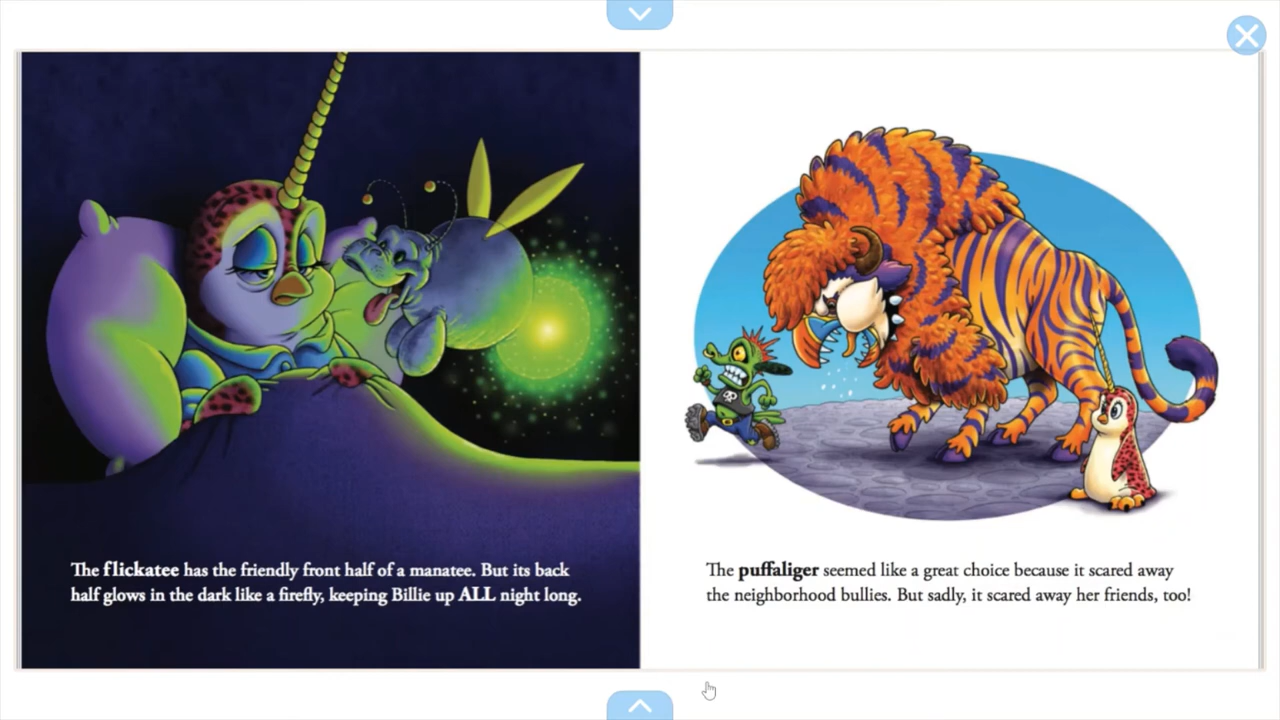 The flickatee has the friendly front half of a manatee. But its back
half glows in the dark like a firefly, keeping Billie up ALL night long.
The puffaliger seemed like a great choice because it scared away
the neighborhood bullies. But sadly, it scared away her friends, too!